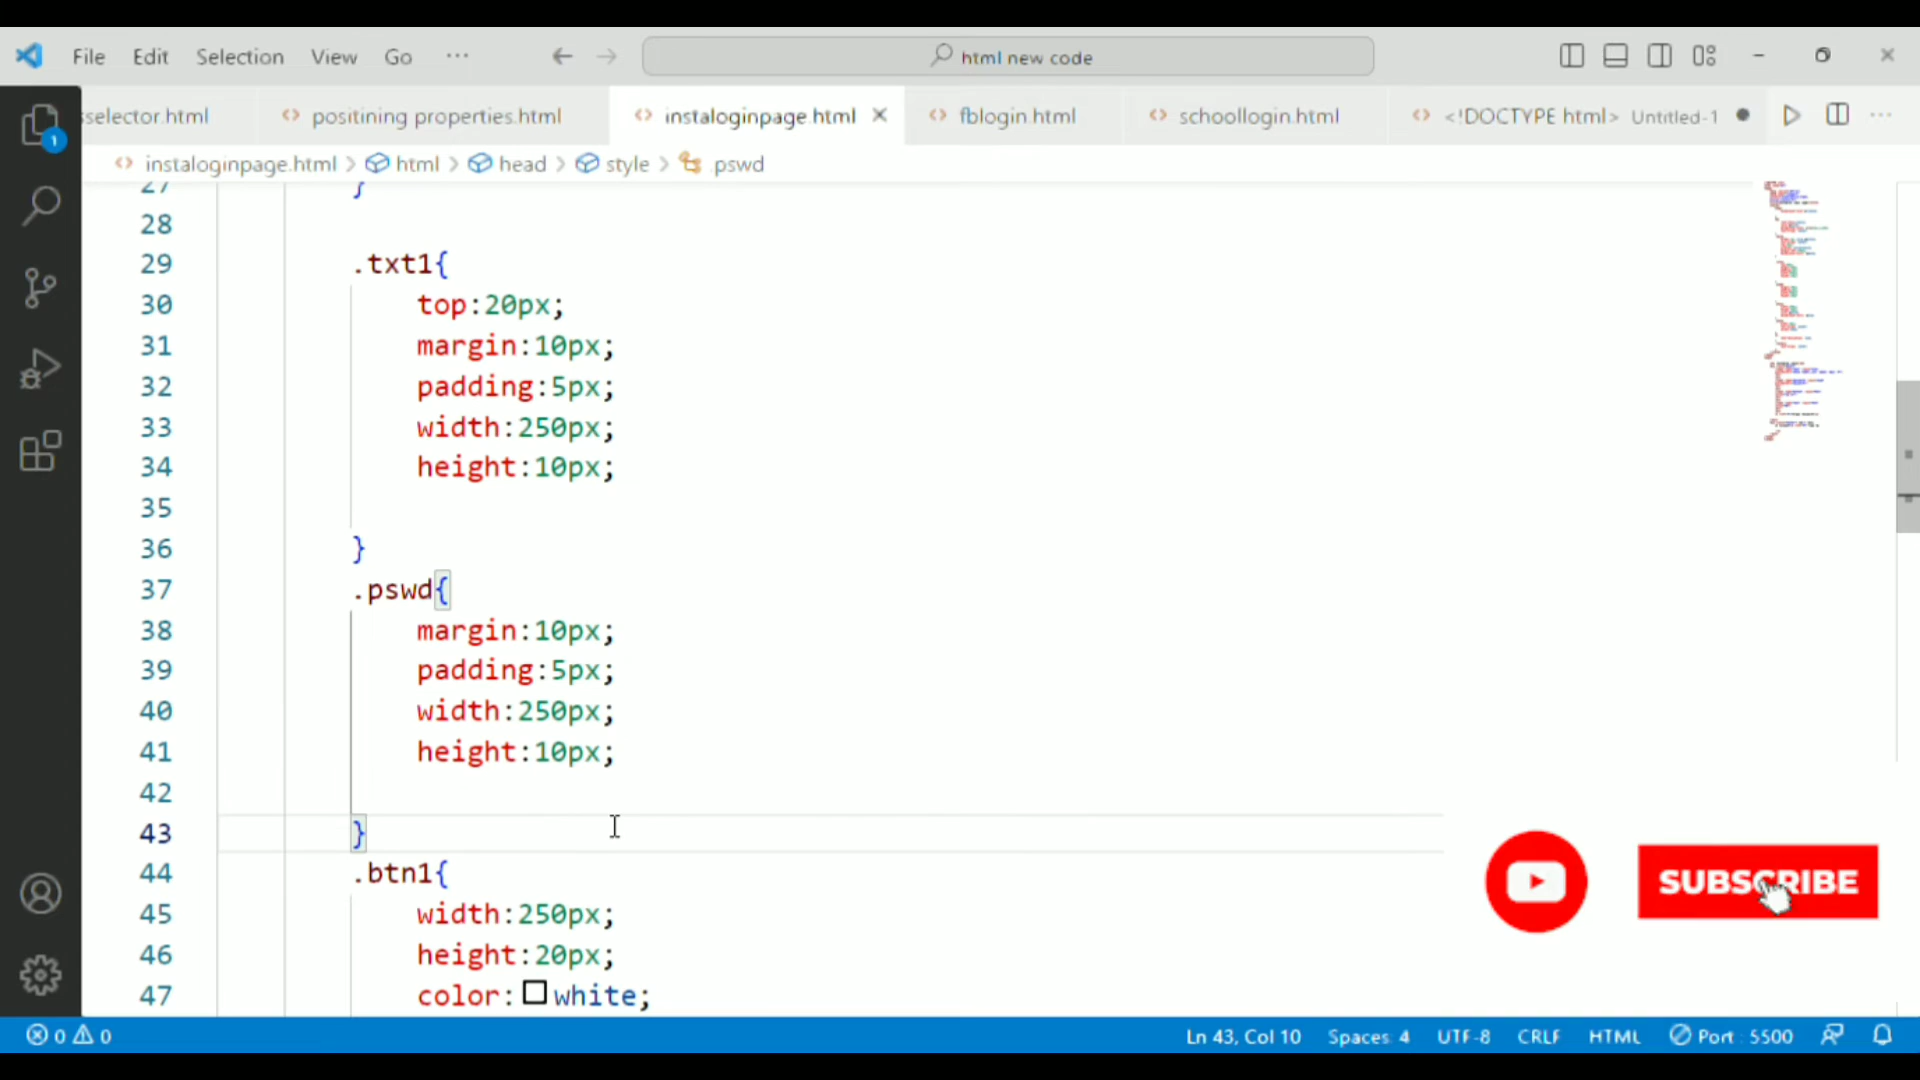 File Edit Selection View Go ··· html new code
sselector.html positining properties.html instaloginpage.html fblogin.html schoollogin.html <!DOCTYPE html> Untitled-1
instaloginpage.html > html > head > style > .pswd
27 }
28
29 .txt1{
30 top:20px;
31 margin:10px;
32 padding:5px;
33 width:250px;
34 height:10px;
35
36 }
37 .pswd{
38 margin:10px;
39 padding:5px;
40 width:250px;
41 height:10px;
42
43 }
44 .btn1{
45 width:250px;
46 height:20px;
47 color: white;
1
SUBSCRIBE
0 0 Ln 43, Col 10 Spaces: 4 UTF-8 CRLF HTML Port : 5500